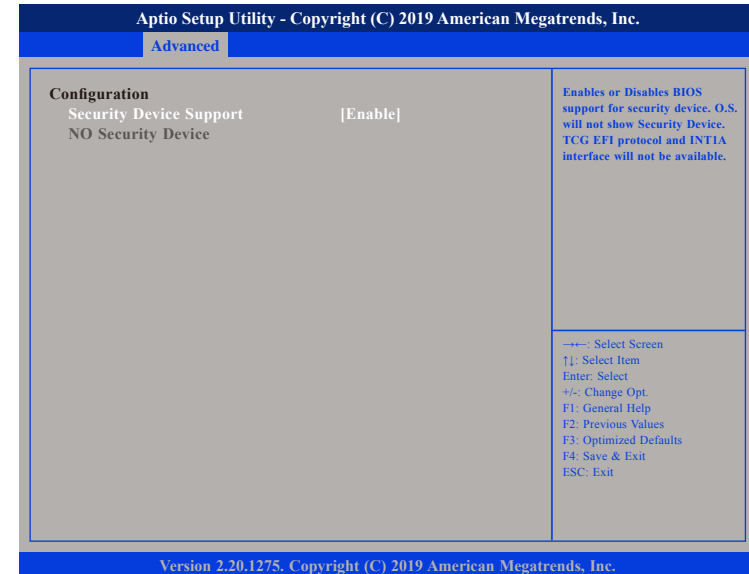 Aptio Setup Utility - Copyright (C) 2019 American Megatrends, Inc.
Advanced
Configuration
Security Device Support [Enable]
NO Security Device
Enables or Disables BIOS
support for security device. O.S.
will not show Security Device.
TCG EFI protocol and INT1A
interface will not be available.
→←: Select Screen
↑↓: Select Item
Enter: Select
+/-: Change Opt.
F1: General Help
F2: Previous Values
F3: Optimized Defaults
F4: Save & Exit
ESC: Exit
Version 2.20.1275. Copyright (C) 2019 American Megatrends, Inc.